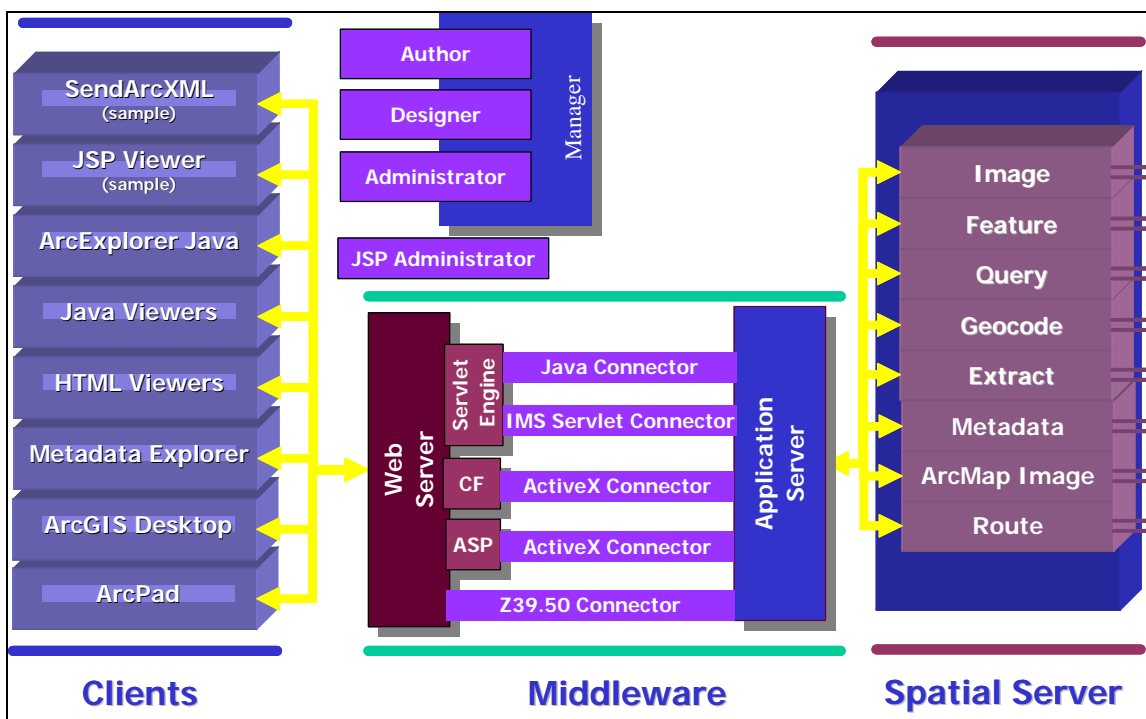 SendArcXML
(sample)
JSP Viewer
(sample)
ArcExplorer Java
Java Viewers
HTML Viewers
Metadata Explorer
ArcGIS Desktop
ArcPad
Clients
Author
Designer
Administrator
Manager
JSP Administrator
Web
Server
Servlet
Engine
CF
ASP
Java Connector
IMS Servlet Connector
ActiveX Connector
ActiveX Connector
Z39.50 Connector
Application
Server
Middleware
Image
Feature
Query
Geocode
Extract
Metadata
ArcMap Image
Route
Spatial Server